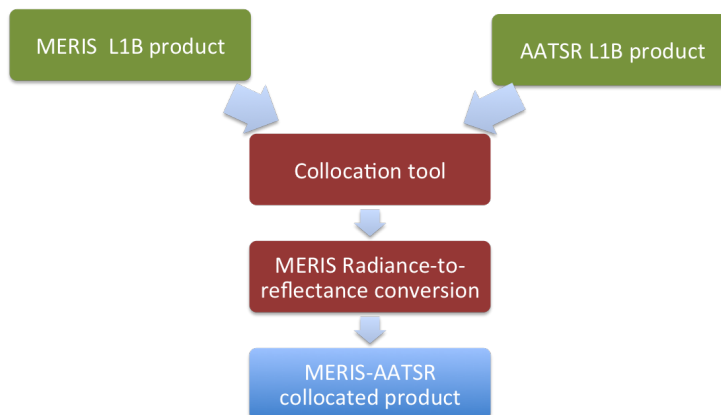 MERIS  L1B product
AATSR L1B product
Collocation tool
MERIS Radiance-to-
reflectance conversion
MERIS-AATSR
collocated product